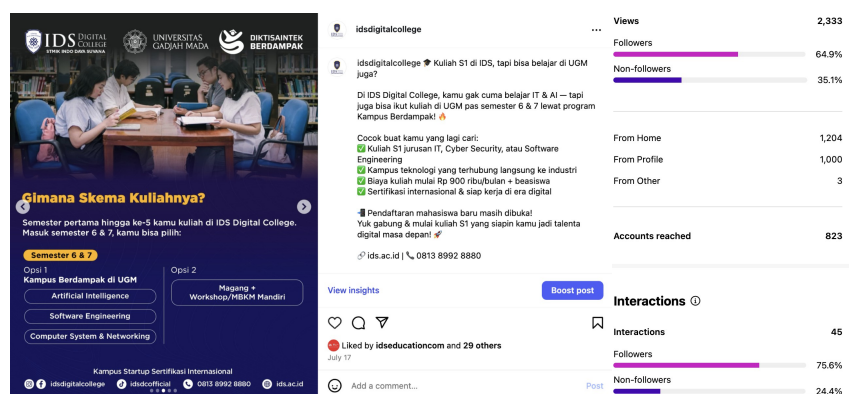 IDS DIGITAL COLLEGE
STMIK INDO DAYA SUVANA
UNIVERSITAS GADJAH MADA
DIKTISAINTEK BERDAMPAK
Gimana Skema Kuliahnya?
Semester pertama hingga ke-5 kamu kuliah di IDS Digital College.
Masuk semester 6 & 7, kamu bisa pilih:
Semester 6 & 7
Opsi 1
Kampus Berdampak di UGM
Artificial Intelligence
Software Engineering
Computer System & Networking
Opsi 2
Magang +
Workshop/MBKM Mandiri
Kampus Startup Sertifikasi Internasional
idsdigitalcollege idsdcofficial 0813 8992 8880 ids.ac.id
idsdigitalcollege
...
idsdigitalcollege 🎓 Kuliah S1 di IDS, tapi bisa belajar di UGM
juga?
Di IDS Digital College, kamu gak cuma belajar IT & AI — tapi
juga bisa ikut kuliah di UGM pas semester 6 & 7 lewat program
Kampus Berdampak! 🔥
Cocok buat kamu yang lagi cari:
✅ Kuliah S1 jurusan IT, Cyber Security, atau Software
Engineering
✅ Kampus teknologi yang terhubung langsung ke industri
✅ Biaya kuliah mulai Rp 900 ribu/bulan + beasiswa
✅ Sertifikasi internasional & siap kerja di era digital
📲 Pendaftaran mahasiswa baru masih dibuka!
Yuk gabung & mulai kuliah S1 yang siapin kamu jadi talenta
digital masa depan! 🚀
🔗 ids.ac.id | 📞 0813 8992 8880
View insights
Boost post
Liked by idseducationcom and 29 others
July 17
Add a comment...
Post
Views 2,333
Followers
64.9%
Non-followers
35.1%
From Home 1,204
From Profile 1,000
From Other 3
Accounts reached 823
Interactions
Interactions 45
Followers
75.6%
Non-followers
24.4%